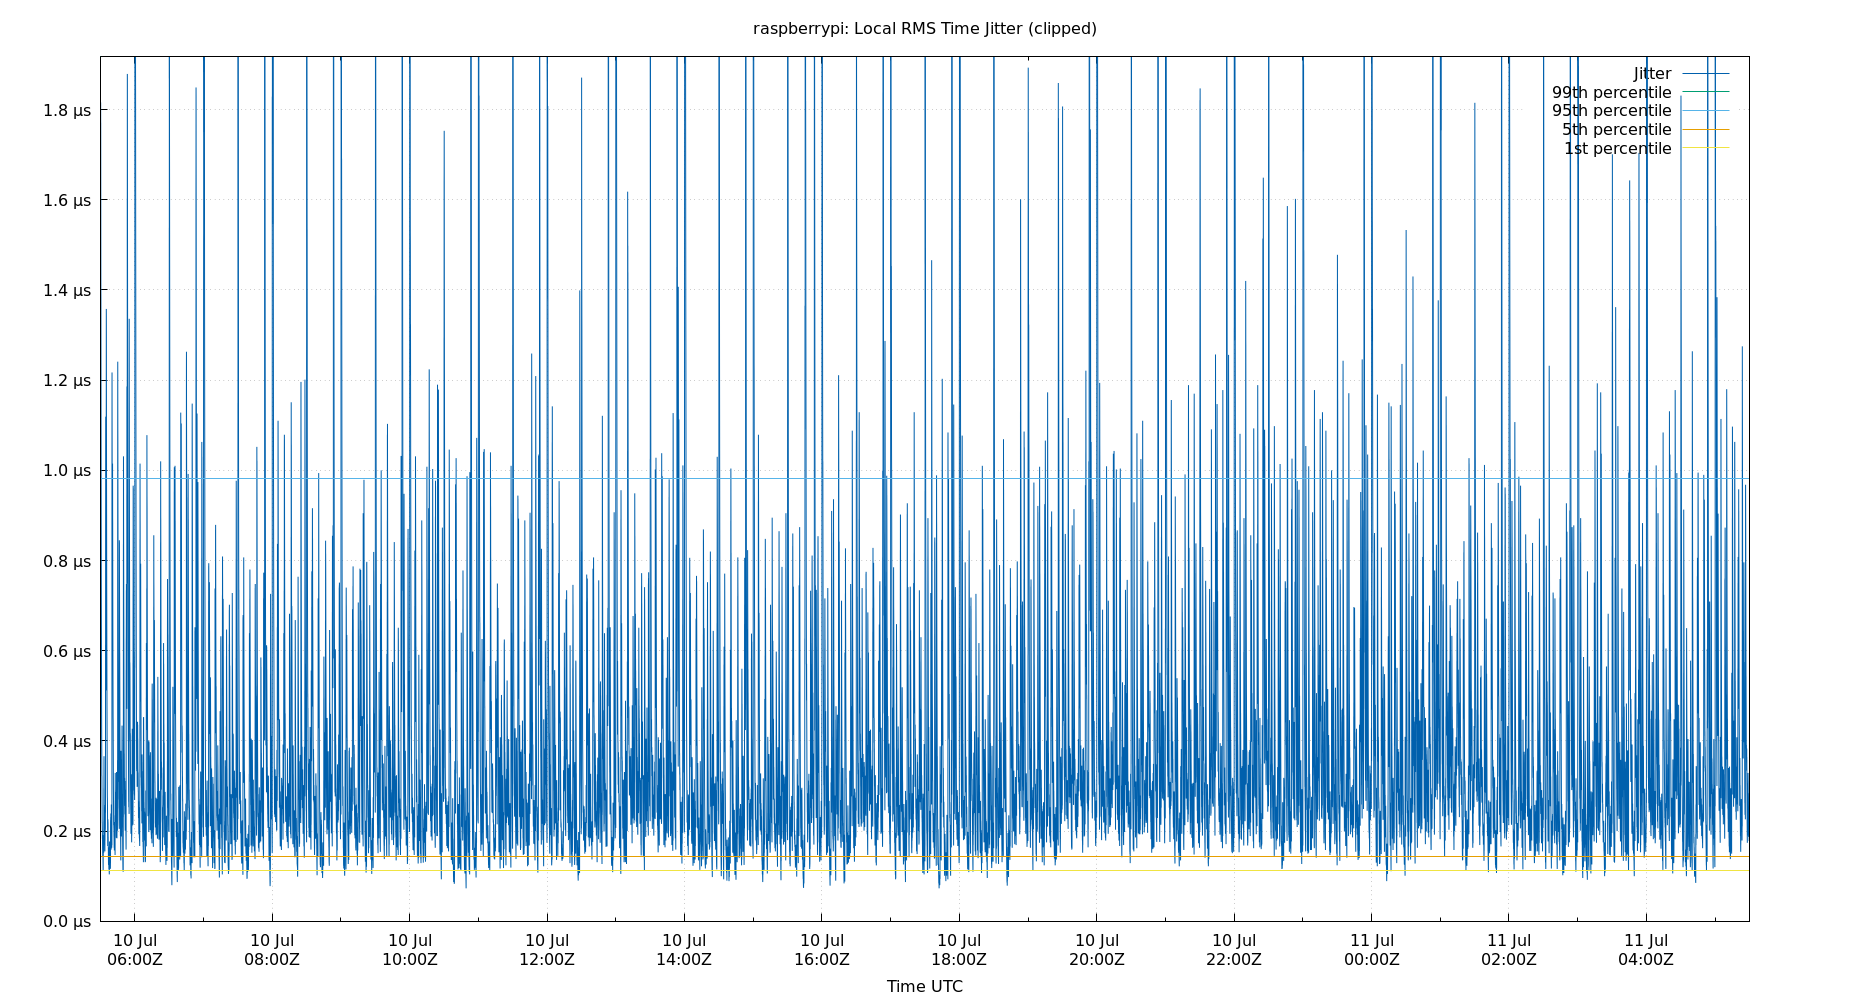 raspberrypi: Local RMS Time Jitter (clipped)
Jitter
99th percentile
95th percentile
5th percentile
1st percentile
1.8 µs
1.6 µs
1.4 µs
1.2 µs
1.0 µs
0.8 µs
0.6 µs
0.4 µs
0.2 µs
0.0 µs
10 Jul 10 Jul 10 Jul 10 Jul 10 Jul 10 Jul 10 Jul 10 Jul 10 Jul 11 Jul 11 Jul 11 Jul
06:00Z 08:00Z 10:00Z 12:00Z 14:00Z 16:00Z 18:00Z 20:00Z 22:00Z 00:00Z 02:00Z 04:00Z
Time UTC